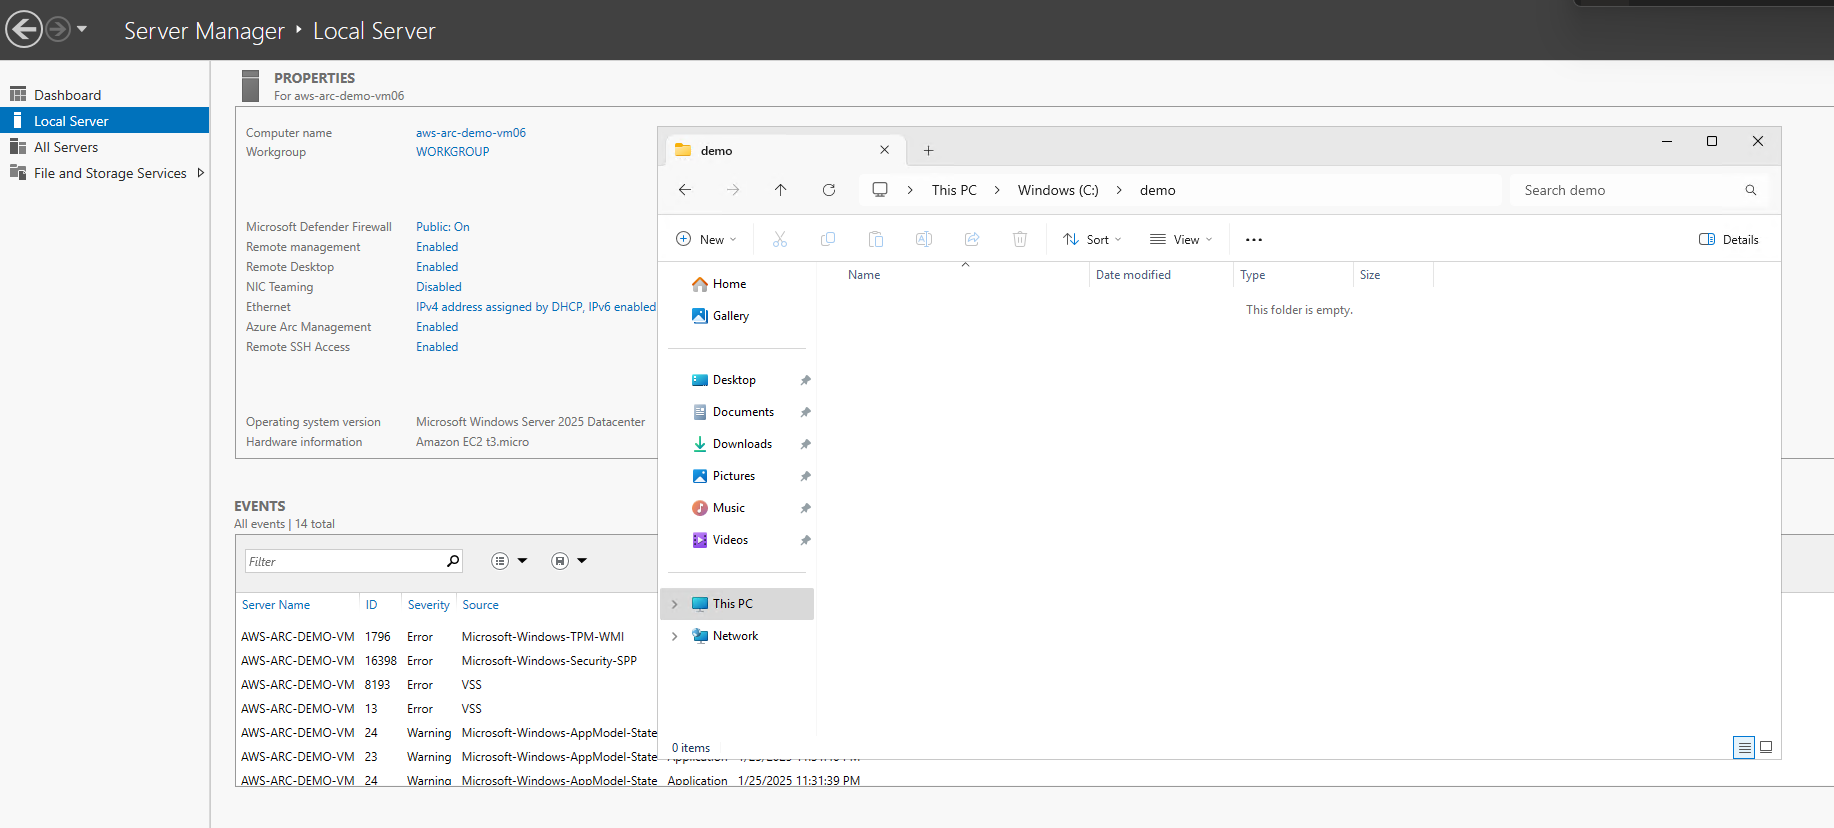 Server Manager ‣ Local Server
Dashboard
Local Server
All Servers
File and Storage Services
PROPERTIES
For aws-arc-demo-vm06
Computer name aws-arc-demo-vm06
Workgroup WORKGROUP
Microsoft Defender Firewall Public: On
Remote management Enabled
Remote Desktop Enabled
NIC Teaming Disabled
Ethernet IPv4 address assigned by DHCP, IPv6 enabled
Azure Arc Management Enabled
Remote SSH Access Enabled
Operating system version Microsoft Windows Server 2025 Datacenter
Hardware information Amazon EC2 t3.micro
EVENTS
All events | 14 total
Filter
Server Name ID Severity Source
AWS-ARC-DEMO-VM 1796 Error Microsoft-Windows-TPM-WMI
AWS-ARC-DEMO-VM 16398 Error Microsoft-Windows-Security-SPP
AWS-ARC-DEMO-VM 8193 Error VSS
AWS-ARC-DEMO-VM 13 Error VSS
AWS-ARC-DEMO-VM 24 Warning Microsoft-Windows-AppModel-State
AWS-ARC-DEMO-VM 23 Warning Microsoft-Windows-AppModel-State Application 1/25/2025
AWS-ARC-DEMO-VM 24 Warning Microsoft-Windows-AppModel-State Application 1/25/2025 11:31:39 PM
demo
This PC > Windows (C:) > demo
Search demo
New Sort View Details
Name Date modified Type Size
This folder is empty.
Home
Gallery
Desktop
Documents
Downloads
Pictures
Music
Videos
This PC
Network
0 items